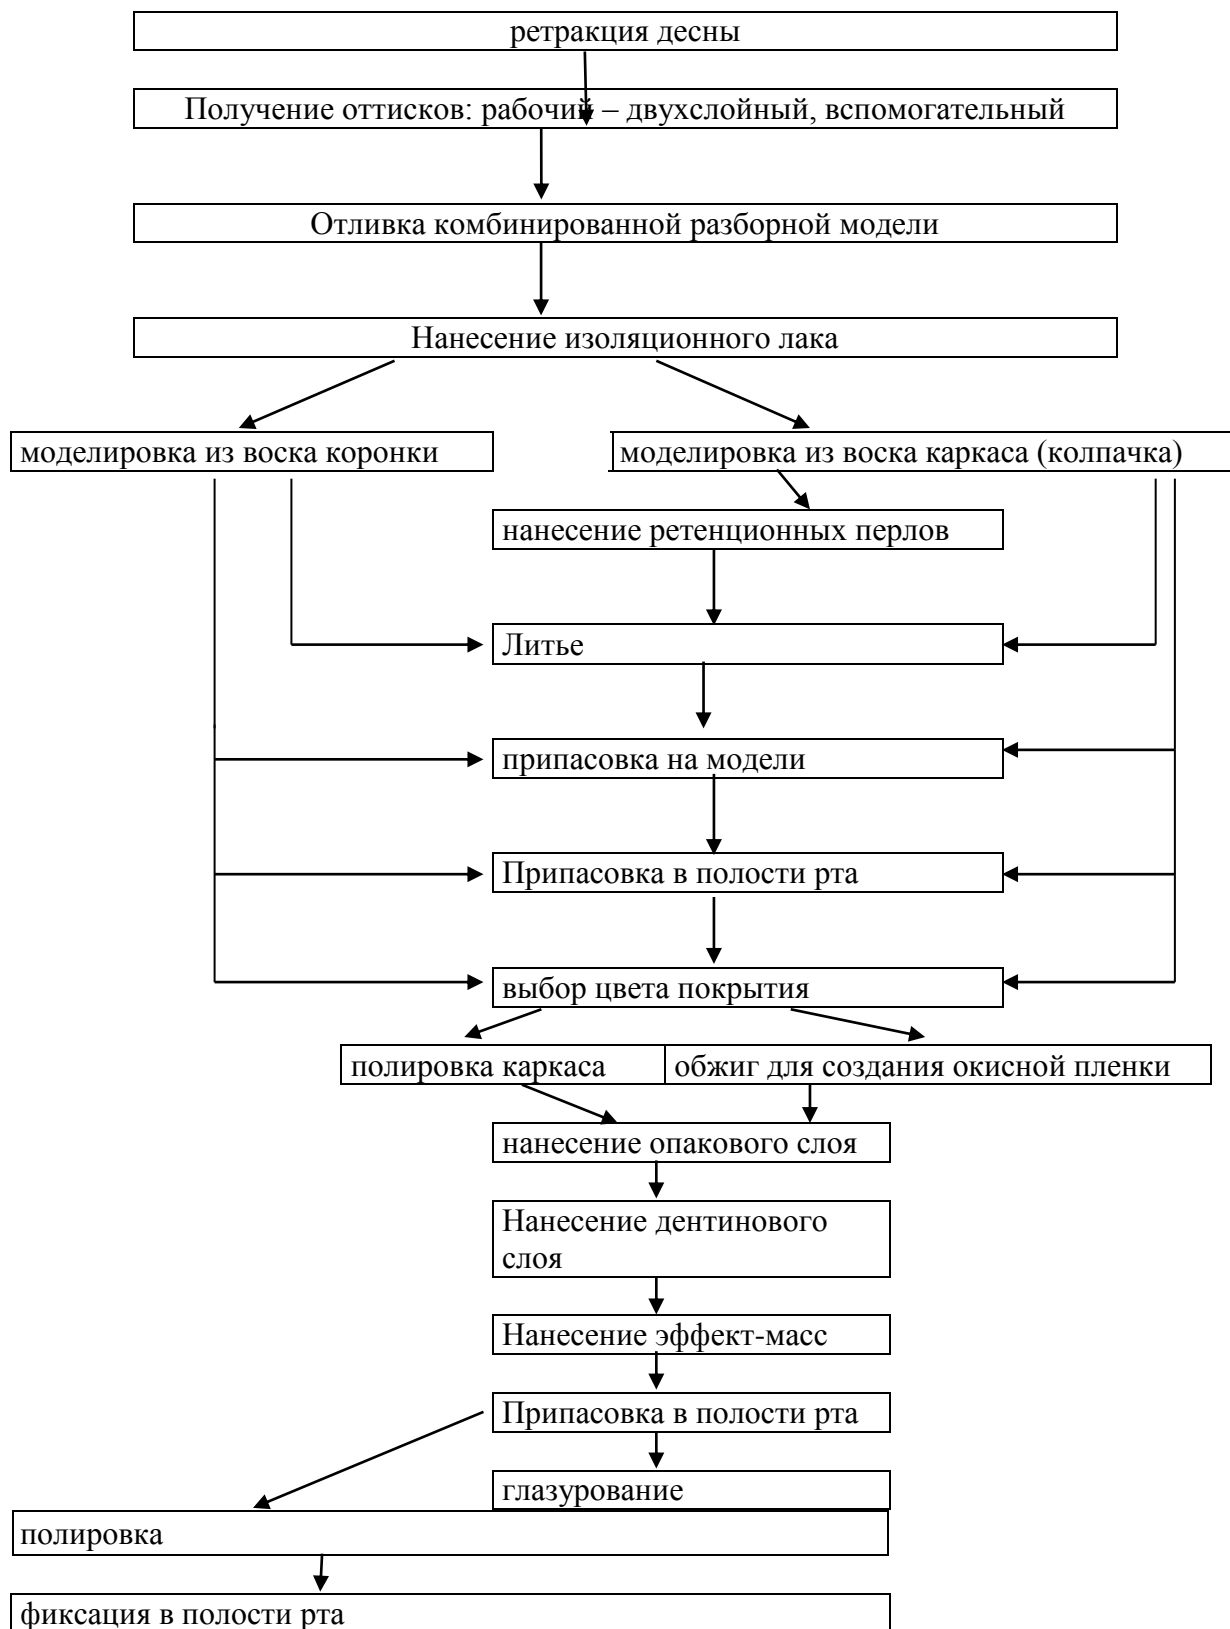 ретракция десны
Получение оттисков: рабочий – двухслойный, вспомогательный
Отливка комбинированной разборной модели
Нанесение изоляционного лака
моделировка из воска коронки
моделировка из воска каркаса (колпачка)
нанесение ретенционных перлов
Литье
припасовка на модели
Припасовка в полости рта
выбор цвета покрытия
полировка каркаса
обжиг для создания окисной пленки
нанесение опакового слоя
Нанесение дентинового
слоя
Нанесение эффект-масс
Припасовка в полости рта
глазурование
полировка
фиксация в полости рта